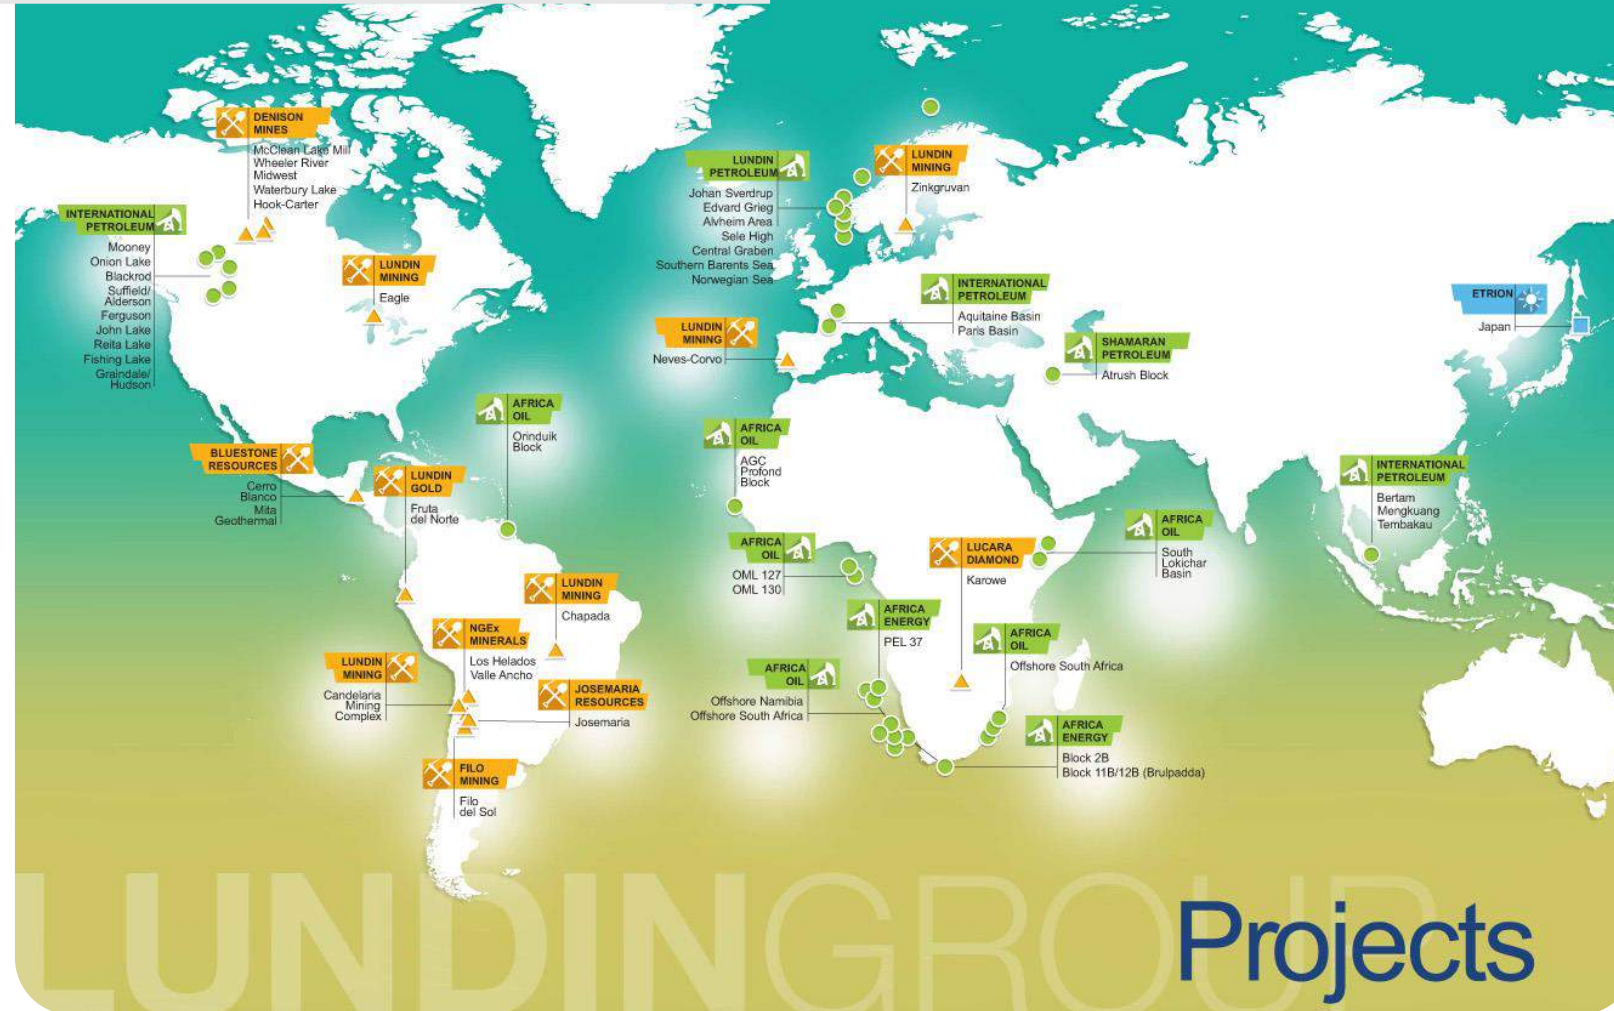 DENISON
MINES
McClean Lake Mill
Wheeler River
Midwest
Waterbury Lake
Hook-Carter
INTERNATIONAL
PETROLEUM
Mooney
Onion Lake
Blackrod
Suffield/
Alderson
Ferguson
John Lake
Reita Lake
Fishing Lake
Graindale/
Hudson
LUNDIN
MINING
Eagle
LUNDIN
PETROLEUM
Johan Sverdrup
Edvard Grieg
Alvheim Area
Sele High
Central Graben
Southern Barents Sea
Norwegian Sea
LUNDIN
MINING
Zinkgruvan
INTERNATIONAL
PETROLEUM
Aquitaine Basin
Paris Basin
LUNDIN
MINING
Neves-Corvo
SHAMARAN
PETROLEUM
Atrush Block
ETRION
Japan
AFRICA
OIL
Orinduik
Block
AFRICA
OIL
AGC
Profond
Block
BLUESTONE
RESOURCES
Cerro
Blanco
Mita
Geothermal
LUNDIN
GOLD
Fruta
del Norte
INTERNATIONAL
PETROLEUM
Bertam
Mengkuang
Tembakau
AFRICA
OIL
South
Lokichar
Basin
AFRICA
OIL
OML 127
OML 130
LUCARA
DIAMOND
Karowe
LUNDIN
MINING
Chapada
AFRICA
ENERGY
PEL 37
NGEx
MINERALS
Los Helados
Valle Ancho
AFRICA
OIL
Offshore South Africa
LUNDIN
MINING
Candelaria
Mining
Complex
AFRICA
OIL
Offshore Namibia
Offshore South Africa
JOSEMARIA
RESOURCES
Josemaria
AFRICA
ENERGY
Block 2B
Block 11B/12B (Brulpadda)
FILO
MINING
Filo
del Sol
LUNDINGROUP
Projects